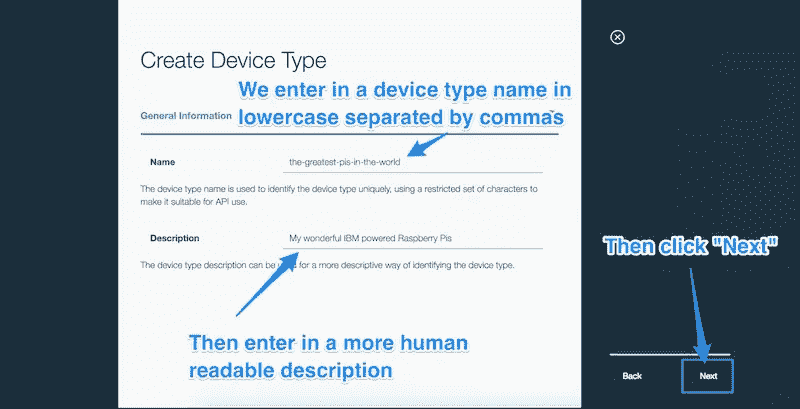 Create Device Type
We enter in a device type name in
lowercase separated by commas
General Information
Name
the-greatest-pis-in-the-world
The device type name is used to identify the device type uniquely, using a restricted set of characters to
make it suitable for API use.
Description
My wonderful IBM powered Raspberry Pis
The device type description can be for a more descriptive way of identifying the device type.
Then click "Next"
Then enter in a more human
readable description
Back
Next